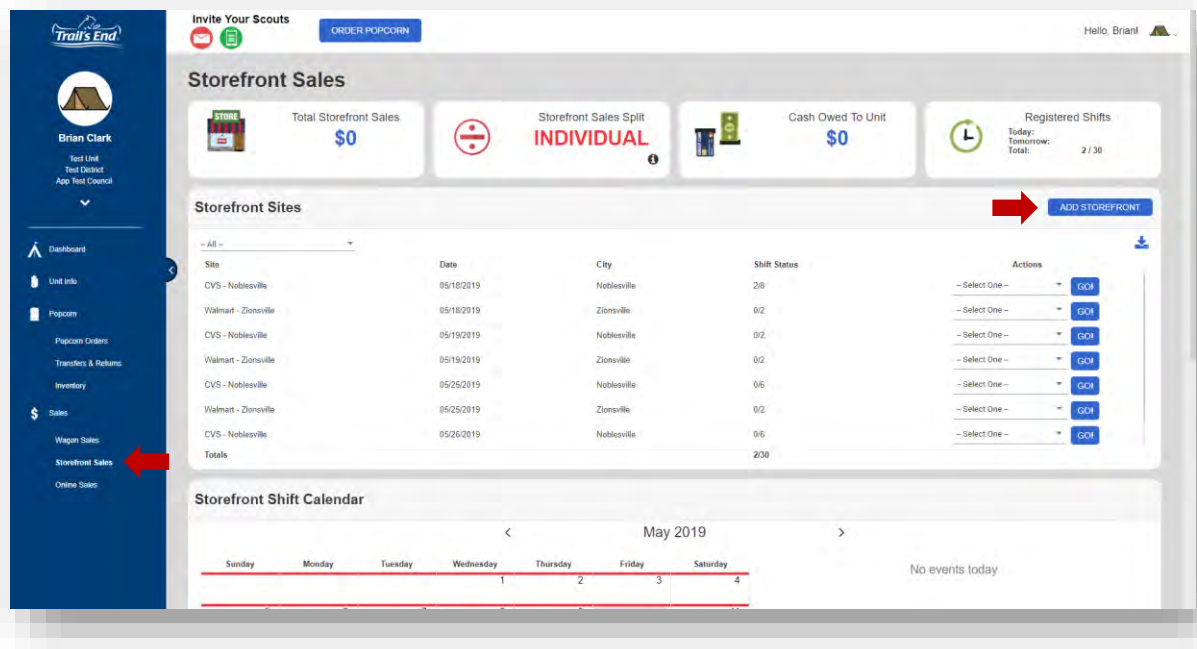 Trail's End
Brian Clark
Test Unit
Test District
App Test Council
Dashboard
Unit Info
Popcorn
Popcorn Orders
Transfers & Returns
Inventory
$ Sales
Wagon Sales
Storefront Sales
Online Sales
Invite Your Scouts
ORDER POPCORN
Hello, Brian!
Storefront Sales
STORE
Total Storefront Sales
$0
Storefront Sales Split
INDIVIDUAL
Cash Owed To Unit
$0
Registered Shifts
Today:
Tomorrow:
Total: 2 / 30
Storefront Sites
ADD STOREFRONT
– All –
Site Date City Shift Status Actions
CVS - Noblesville 05/18/2019 Noblesville 2/8 – Select One – GO!
Walmart - Zionsville 05/18/2019 Zionsville 0/2 – Select One – GO!
CVS - Noblesville 05/19/2019 Noblesville 0/2 – Select One – GO!
Walmart - Zionsville 05/19/2019 Zionsville 0/2 – Select One – GO!
CVS - Noblesville 05/25/2019 Noblesville 0/6 – Select One – GO!
Walmart - Zionsville 05/25/2019 Zionsville 0/2 – Select One – GO!
CVS - Noblesville 05/26/2019 Noblesville 0/6 – Select One – GO!
Totals 2/30
Storefront Shift Calendar
< May 2019 >
Sunday Monday Tuesday Wednesday Thursday Friday Saturday
1 2 3 4
No events today